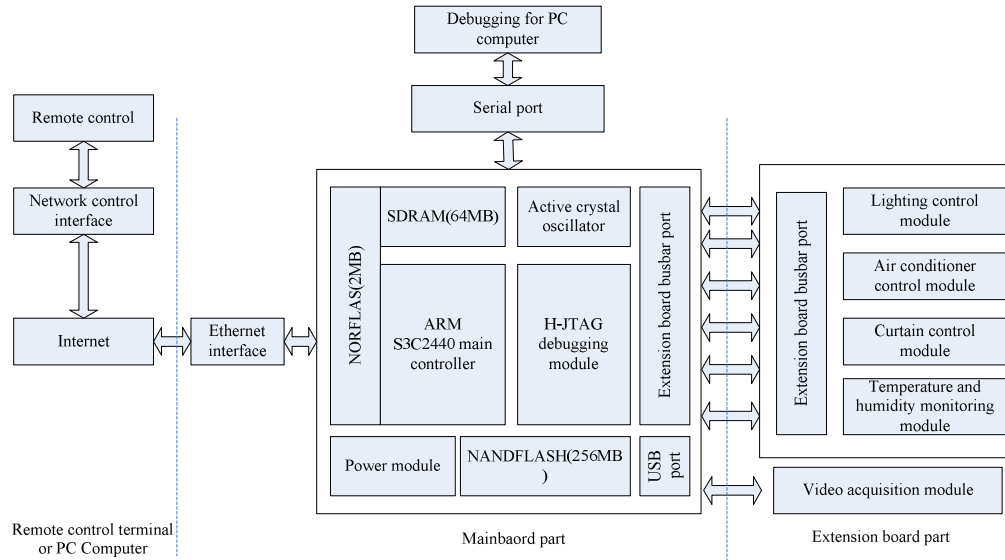 Debugging for PC
computer
Serial port
Remote control
Network control
interface
Internet
Ethernet
interface
NORFLAS(2MB)
SDRAM(64MB)
Active crystal
oscillator
ARM
S3C2440 main
controller
H-JTAG
debugging
module
Extension board busbar port
Power module
NANDFLASH(256MB
)
USB
port
Extension board busbar port
Lighting control
module
Air conditioner
control module
Curtain control
module
Temperature and
humidity monitoring
module
Video acquisition module
Remote control terminal
or PC Computer
Mainbaord part
Extension board part